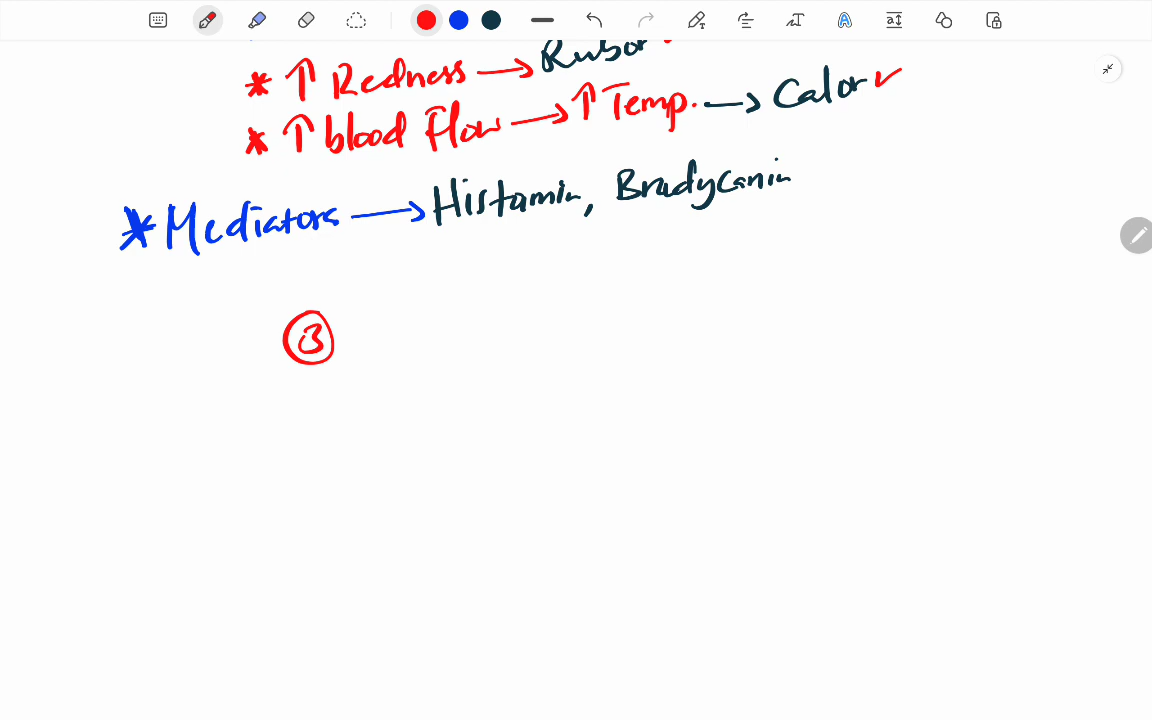 * ↑ Redness → Rubor
* ↑ blood flow → ↑ Temp. → Calor ✓
* Mediators → Histamin, Bradycanin
③